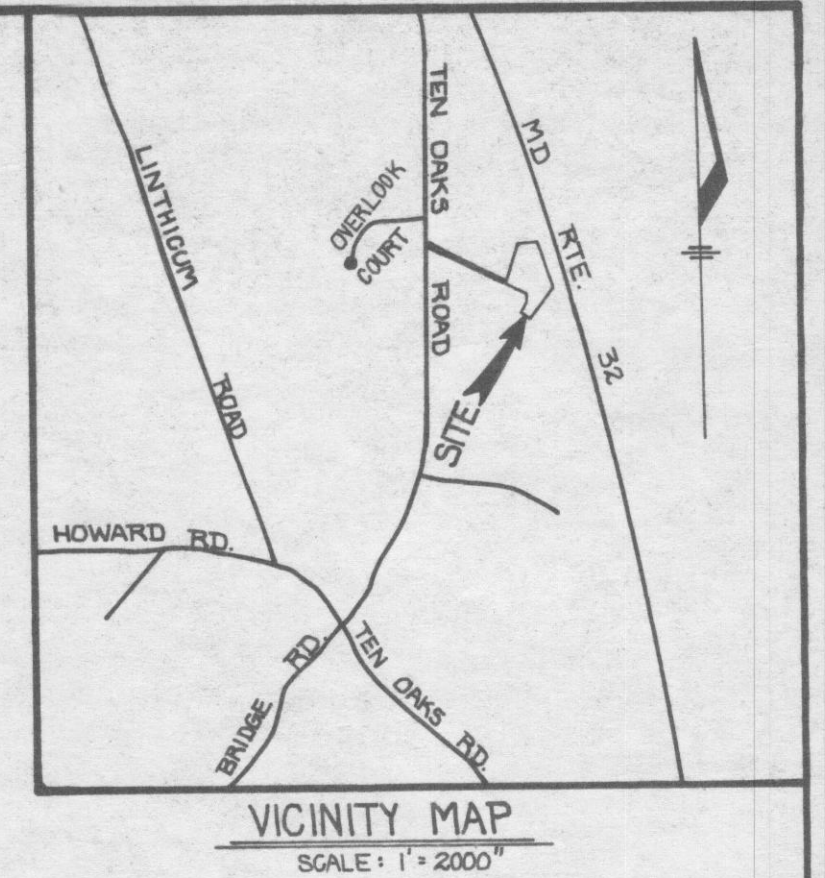 TEN OAKS ROAD
MD RTE. 32
LINTHICUM ROAD
OVERLOOK
COURT
SITE
HOWARD RD.
BRIDGE RD.
TEN OAKS RD.
VICINITY MAP
SCALE: 1' = 2000"